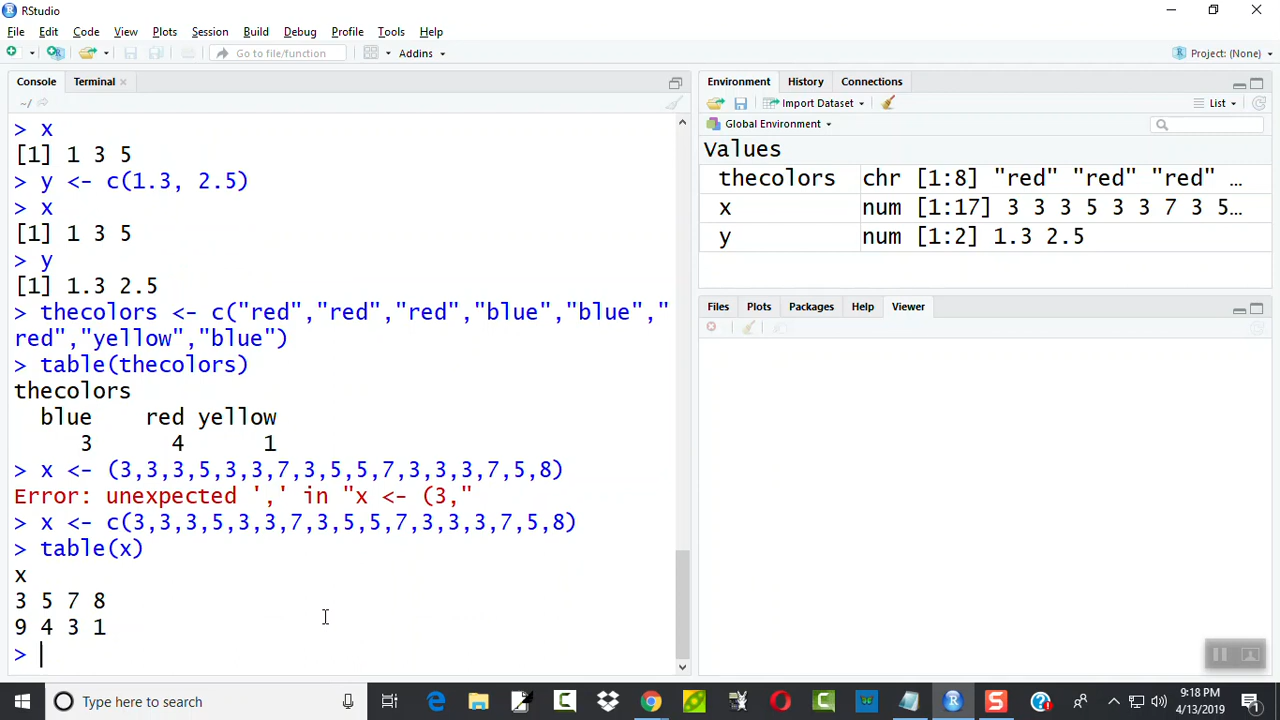 RStudio
File Edit Code View Plots Session Build Debug Profile Tools Help
Go to file/function Addins Project: (None)
Console Terminal
~/
> x
[1] 1 3 5
> y <- c(1.3, 2.5)
> x
[1] 1 3 5
> y
[1] 1.3 2.5
> thecolors <- c("red","red","red","blue","blue","
red","yellow","blue")
> table(thecolors)
thecolors
blue red yellow
3 4 1
> x <- (3,3,3,5,3,3,7,3,5,5,7,3,3,3,7,5,8)
Error: unexpected ',' in "x <- (3,"
> x <- c(3,3,3,5,3,3,7,3,5,5,7,3,3,3,7,5,8)
> table(x)
x
3 5 7 8
9 4 3 1
>
Environment History Connections
Import Dataset List
Global Environment
Values
thecolors chr [1:8] "red" "red" "red" …
x num [1:17] 3 3 3 5 3 3 7 3 5…
y num [1:2] 1.3 2.5
Files Plots Packages Help Viewer
Type here to search
9:18 PM
4/13/2019